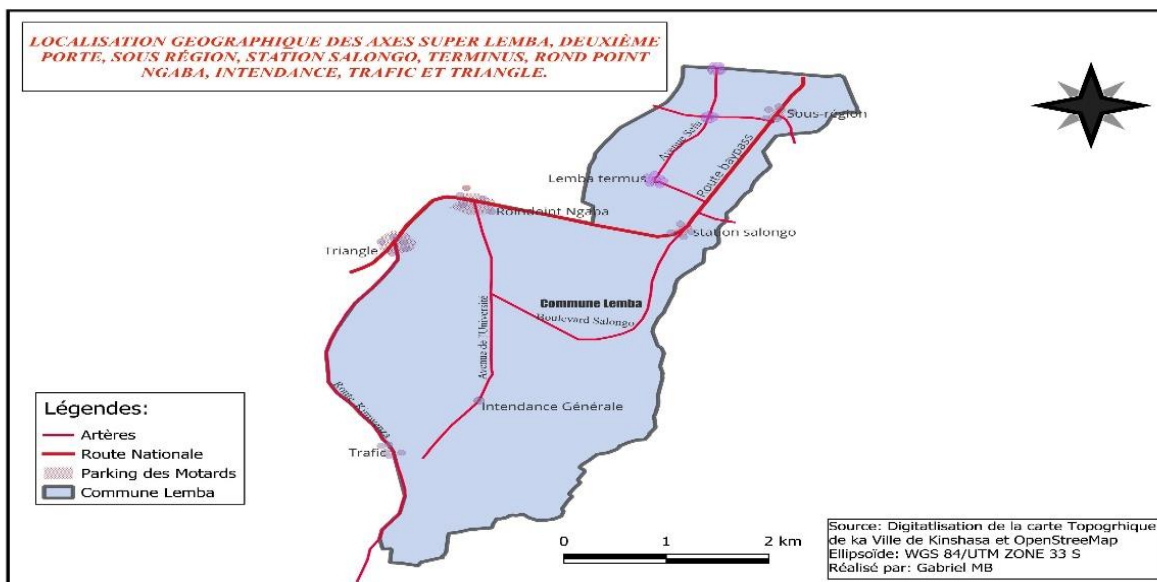 LOCALISATION GEOGRAPHIQUE DES AXES SUPER LEMBA, DEUXIÈME
PORTE, SOUS RÉGION, STATION SALONGO, TERMINUS, ROND POINT
NGABA, INTENDANCE, TRAFIC ET TRIANGLE.
Sous-région
Route baypass
Lemba termus
Roindoint Ngaba
station salongo
Triangle
Commune Lemba
Boulevard Salongo
Avenue de l'Université
Intendance Générale
Trafic
Légendes:
Artères
Route Nationale
Parking des Motards
Commune Lemba
0 1 2 km
Source: Digitatlisation de la carte Topogrhique
de ka Ville de Kinshasa et OpenStreeMap
Ellipsoïde: WGS 84/UTM ZONE 33 S
Réalisé par: Gabriel MB